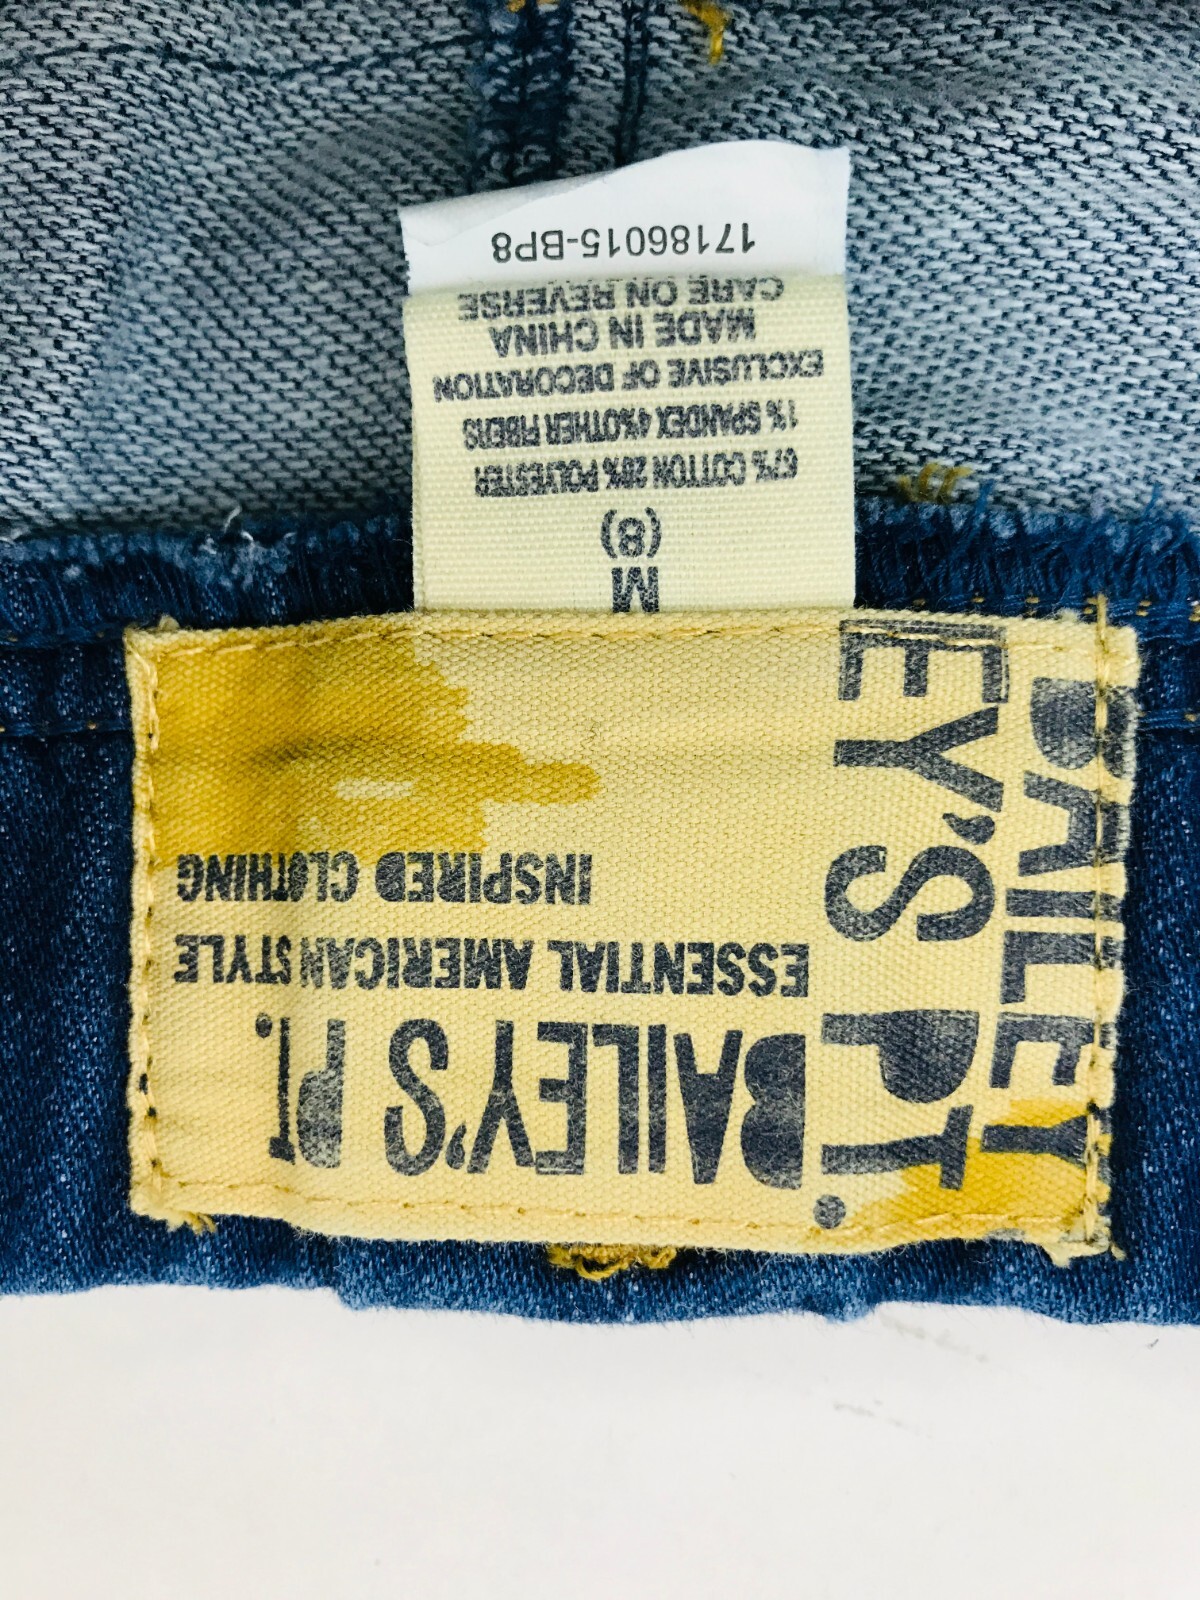 BAILEY
EY'S PT.
BAILEY'S PT.
ESSENTIAL AMERICAN STYLE
INSPIRED CLOTHING
M
(8)
67% COTTON 28% POLYESTER
1% SPANDEX 4%OTHER FIBERS
EXCLUSIVE OF DECORATION
MADE IN CHINA
CARE ON REVERSE
17186015-BP8